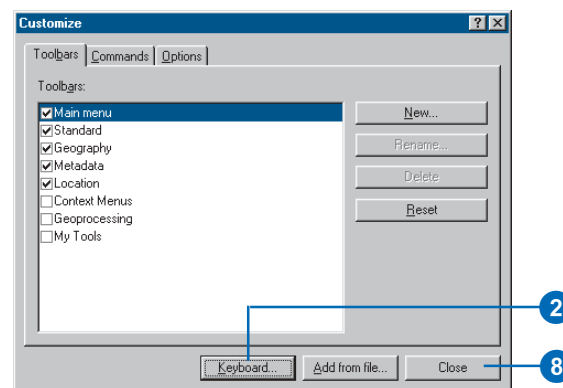 Customize
Toolbars Commands Options
Toolbars:
Main menu
Standard
Geography
Metadata
Location
Context Menus
Geoprocessing
My Tools
New...
Rename...
Delete
Reset
Keyboard... Add from file... Close
2
8